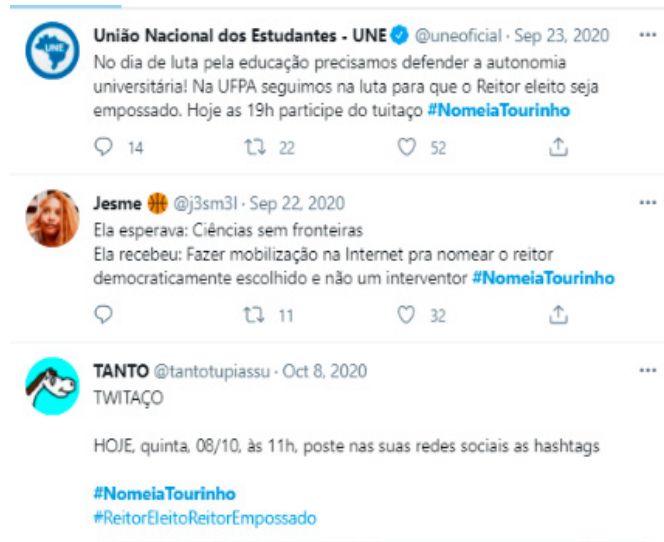 União Nacional dos Estudantes - UNE @uneoficial · Sep 23, 2020
No dia de luta pela educação precisamos defender a autonomia
universitária! Na UFPA seguimos na luta para que o Reitor eleito seja
empossado. Hoje as 19h participe do tuitaço #NomeiaTourinho
14 22 52
Jesme @j3sm3l · Sep 22, 2020
Ela esperava: Ciências sem fronteiras
Ela recebeu: Fazer mobilização na Internet pra nomear o reitor
democraticamente escolhido e não um interventor #NomeiaTourinho
11 32
TANTO @tantotupiassu · Oct 8, 2020
TWITAÇO
HOJE, quinta, 08/10, às 11h, poste nas suas redes sociais as hashtags
#NomeiaTourinho
#ReitorEleitoReitorEmpossado